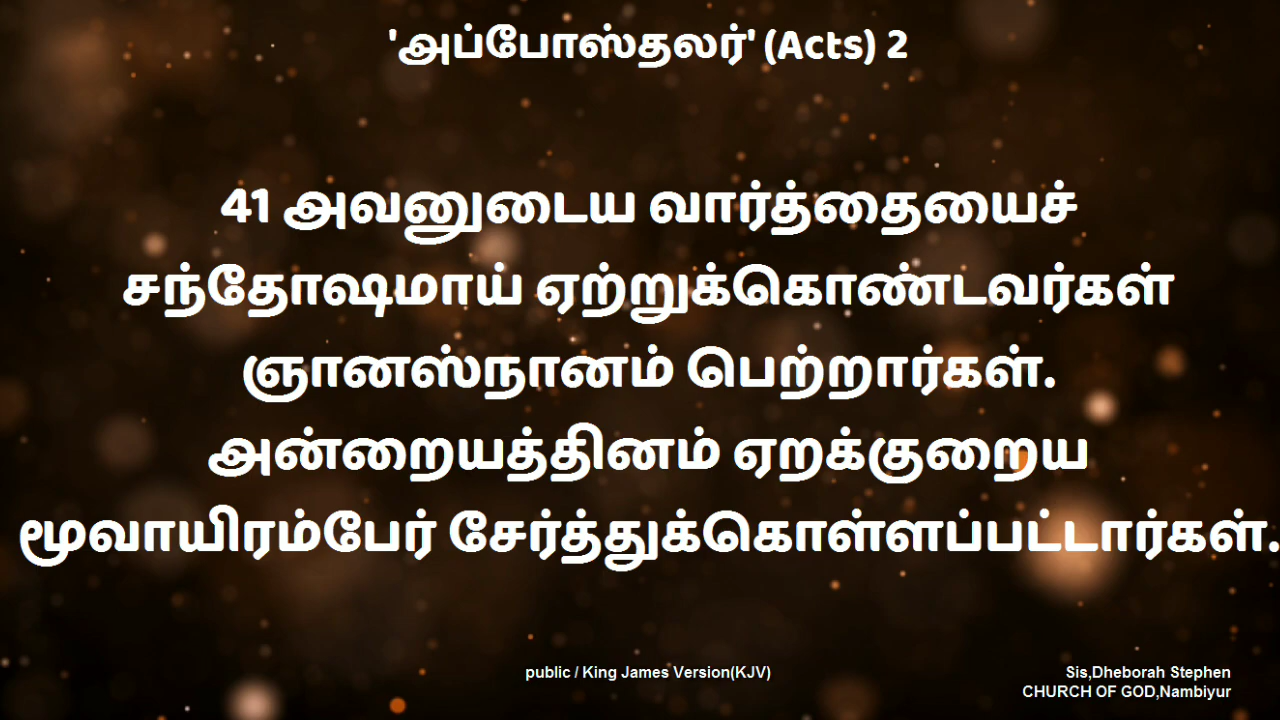 'அப்போஸ்தலர்' (Acts) 2
41 அவனுடைய வார்த்தையைச்
சந்தோஷமாய் ஏற்றுக்கொண்டவர்கள்
ஞானஸ்நானம் பெற்றார்கள்.
அன்றையத்தினம் ஏறக்குறைய
மூவாயிரம்பேர் சேர்த்துக்கொள்ளப்பட்டார்கள்.
public / King James Version(KJV)
Sis,Dheborah Stephen
CHURCH OF GOD,Nambiyur